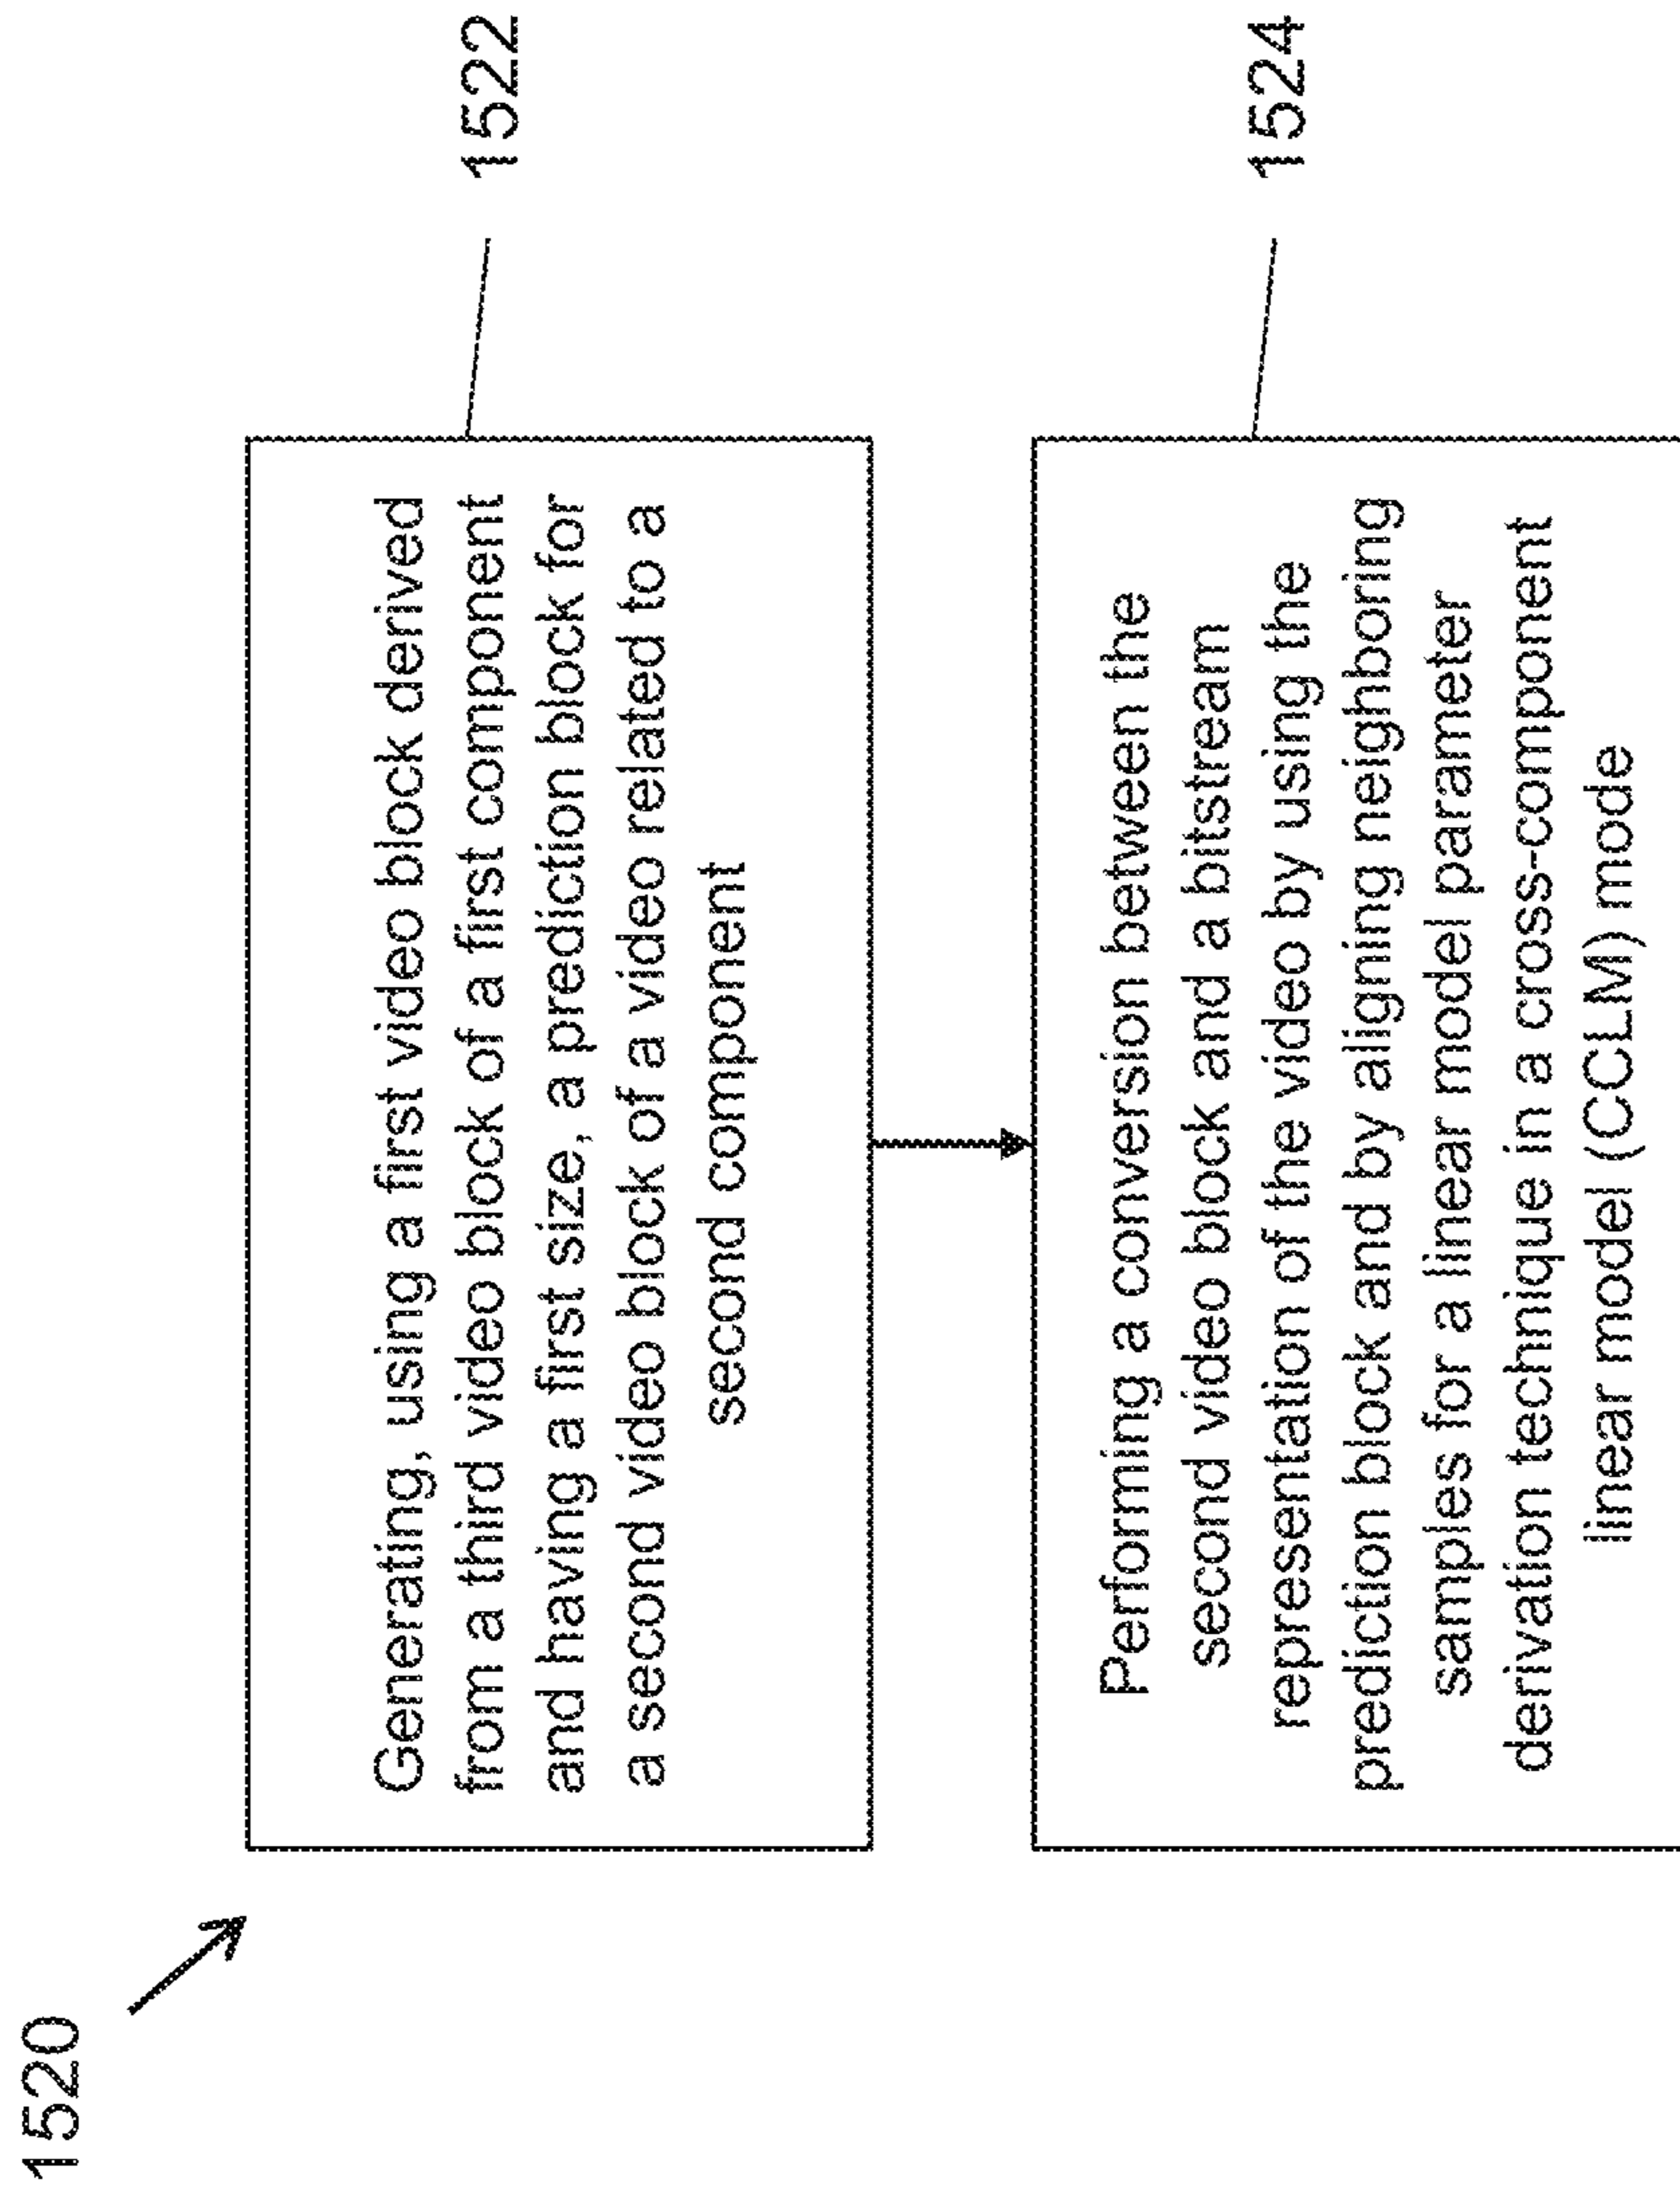 1520
Generating, using a first video block derived
from a third video block of a first component
and having a first size, a prediction block for
a second video block of a video related to a
second component
1522
Performing a conversion between the
second video block and a bitstream
representation of the video by using the
prediction block and by aligning neighboring
samples for a linear model parameter
derivation technique in a cross-component
linear model (CCLM) mode
1524